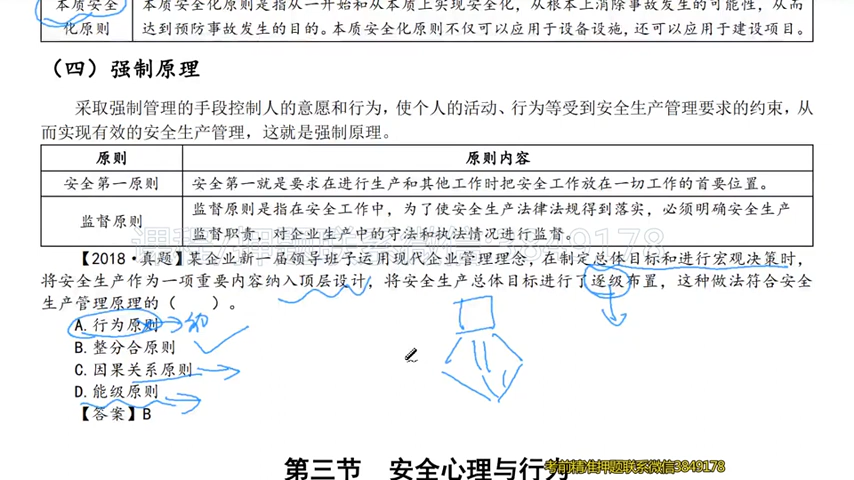 本质安全
化原则
本质安全化原则是指从一开始和从本质上实现安全化，从根本上消除事故发生的可能性，从而
达到预防事故发生的目的。本质安全化原则不仅可以应用于设备设施，还可以应用于建设项目。
（四）强制原理
采取强制管理的手段控制人的意愿和行为，使个人的活动、行为等受到安全生产管理要求的约束，从
而实现有效的安全生产管理，这就是强制原理。
原则 原则内容
安全第一原则 安全第一就是要求在进行生产和其他工作时把安全工作放在一切工作的首要位置。
监督原则
监督原则是指在安全工作中，为了使安全生产法律法规得到落实，必须明确安全生产
监督职责，对企业生产中的守法和执法情况进行监督。
【2018·真题】某企业新一届领导班子运用现代企业管理理念，在制定总体目标和进行宏观决策时，
将安全生产作为一项重要内容纳入顶层设计，将安全生产总体目标进行了逐级布置，这种做法符合安全
生产管理原理的（ ）。
A. 行为原则
B. 整分合原则
C. 因果关系原则
D. 能级原则
【答案】B
第三节 安全心理与行为
考前精准押题联系微信3849178